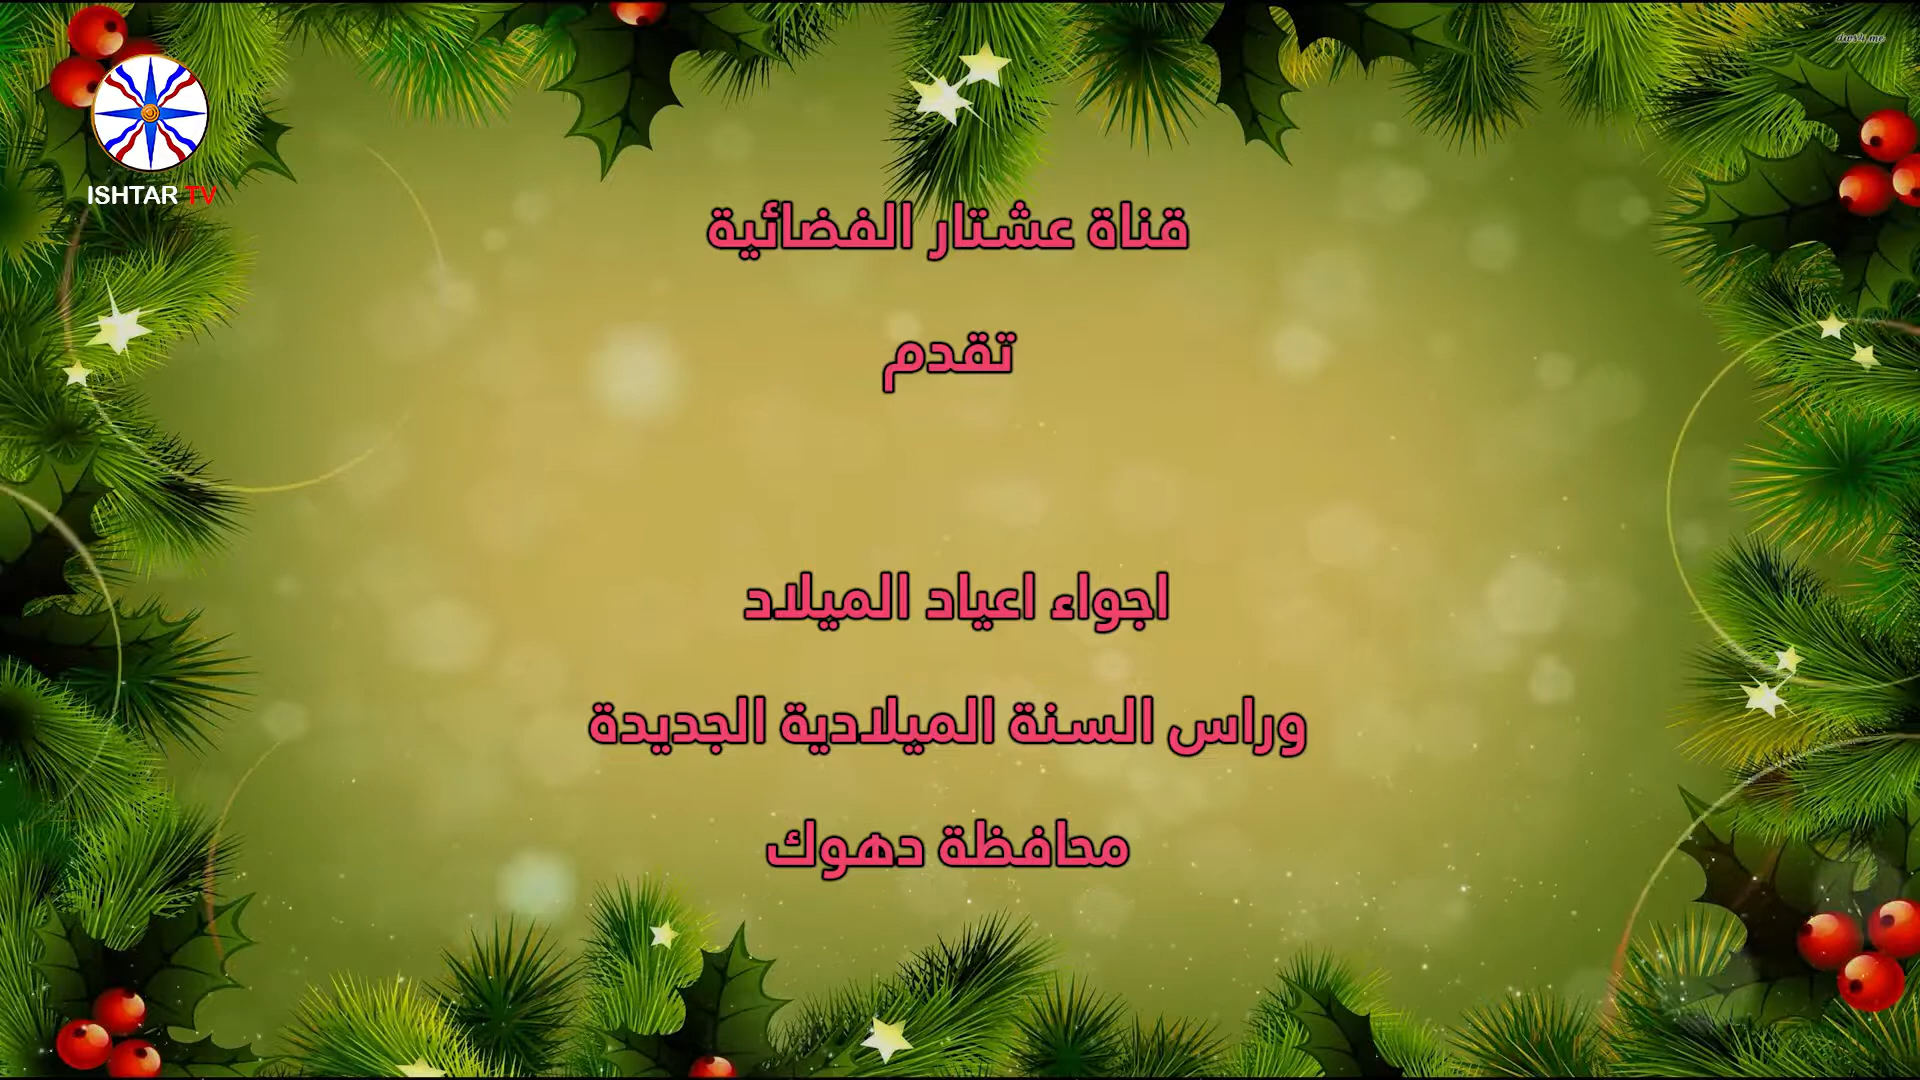 ISHTAR TV
قناة عشتار الفضائية
تقدم
اجواء اعياد الميلاد
وراس السنة الميلادية الجديدة
محافظة دهوك